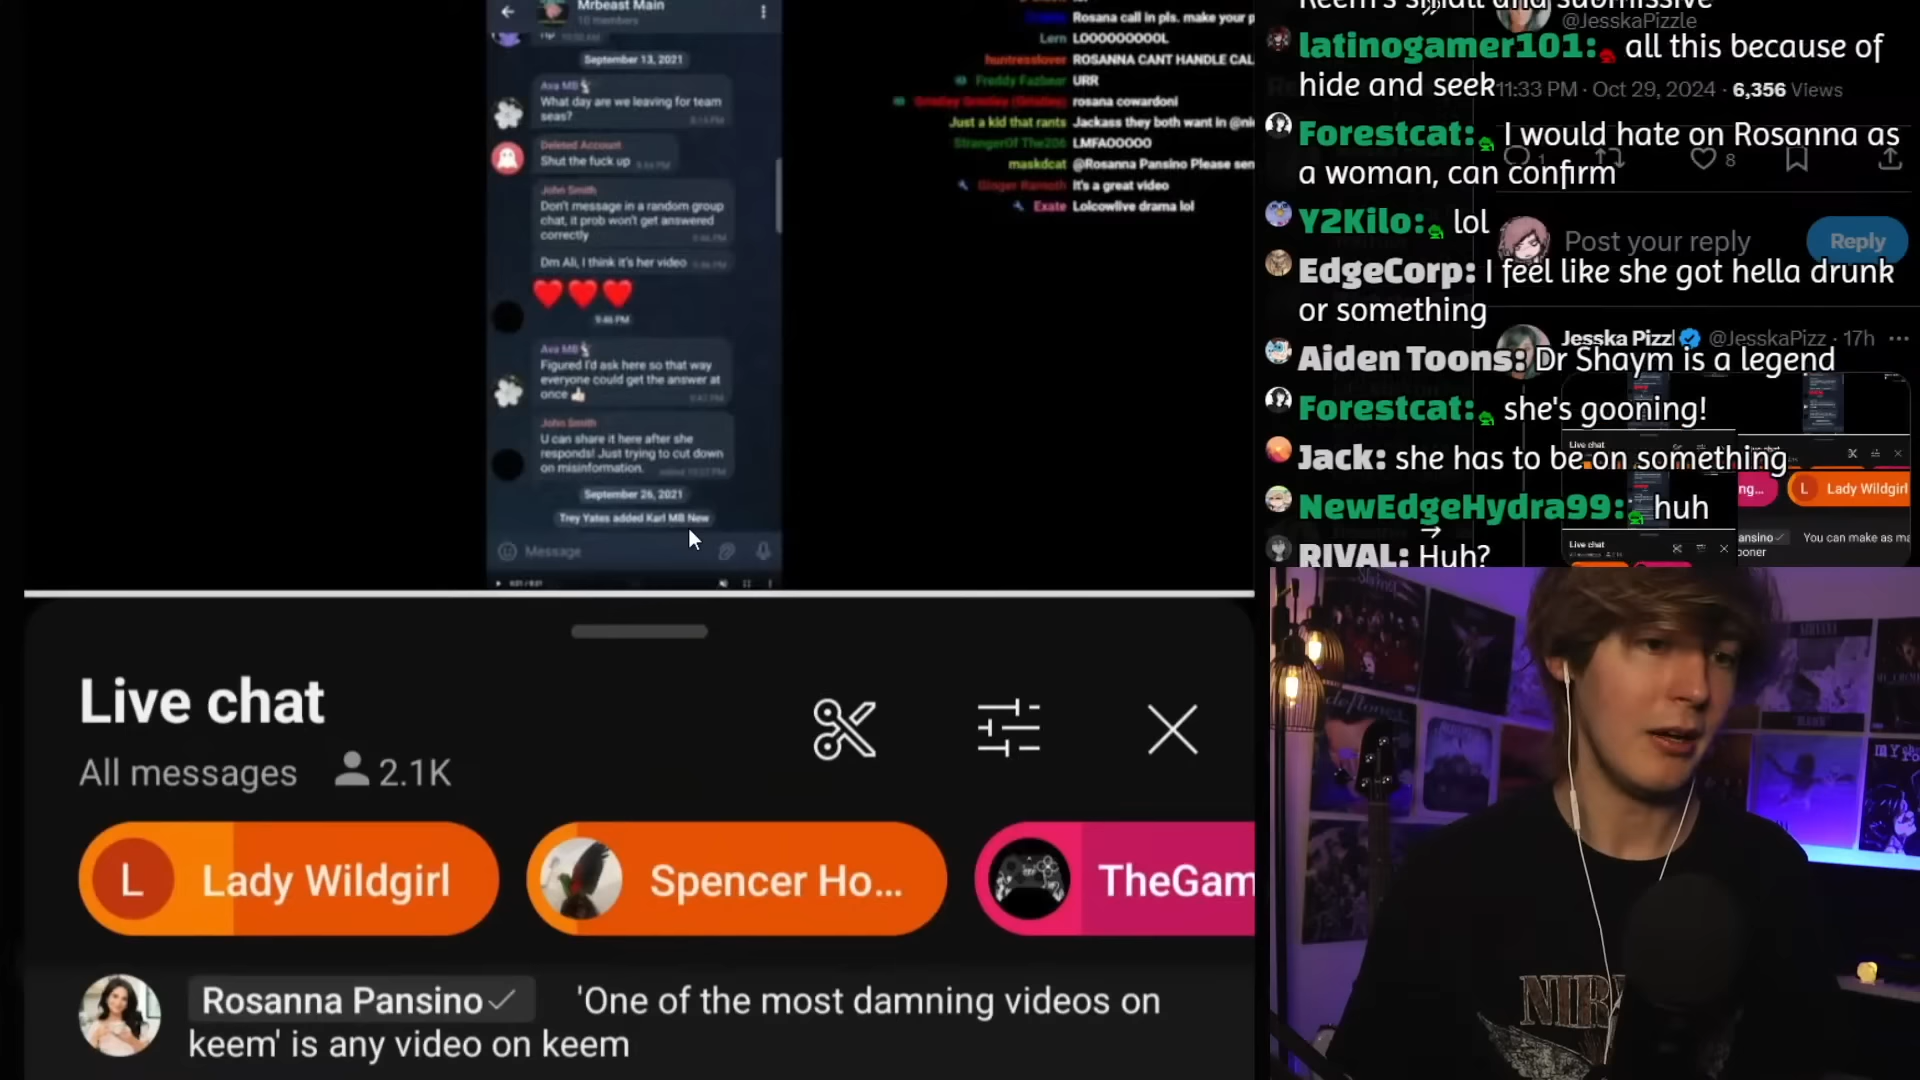 Mrbeast Main
10 members
September 13, 2021
Ava MB
What day are we leaving for team
seas?
Deleted Account
Shut the fuck up
John Smith
Don't message in a random group
chat, it prob won't get answered
correctly
Dm Ali, I think it's her video
9:46 PM
Ava MB
Figured I'd ask here so that way
everyone could get the answer at
once
John Smith
U can share it here after she
responds! Just trying to cut down
on misinformation.
September 26, 2021
Trey Yates added Karl MB New
Message
Rosana call in pls. make your p
Lern LOOOOOOOOOL
huntresslover ROSANNA CANT HANDLE CAL
Freddy Fazbear URR
rosana cowardoni
Just a kid that rants Jackass they both want in @ni
StrangerOf The206 LMFAOOOOO
maskdcat @Rosanna Pansino Please sen
It's a great video
Exate Lolcowlive drama lol
Live chat
All messages 2.1K
L Lady Wildgirl
Spencer Ho...
TheGam
Rosanna Pansino 'One of the most damning videos on
keem' is any video on keem
Reem's small and submissive
@JesskaPizzle
latinogamer101: all this because of
hide and seek
11:33 PM · Oct 29, 2024 · 6,356 Views
Forestcat: I would hate on Rosanna as
a woman, can confirm
1
8
Y2Kilo: lol
Post your reply
Reply
EdgeCorp: I feel like she got hella drunk
or something
Jesska Pizzl @JesskaPizz · 17h
Aiden Toons: Dr Shaym is a legend
Forestcat: she's gooning!
Live chat
Jack: she has to be on something
ng...
L Lady Wildgirl
NewEdgeHydra99: huh
ansino You can make as ma
oner
Live chat
RIVAL: Huh?
deftones
NIRV